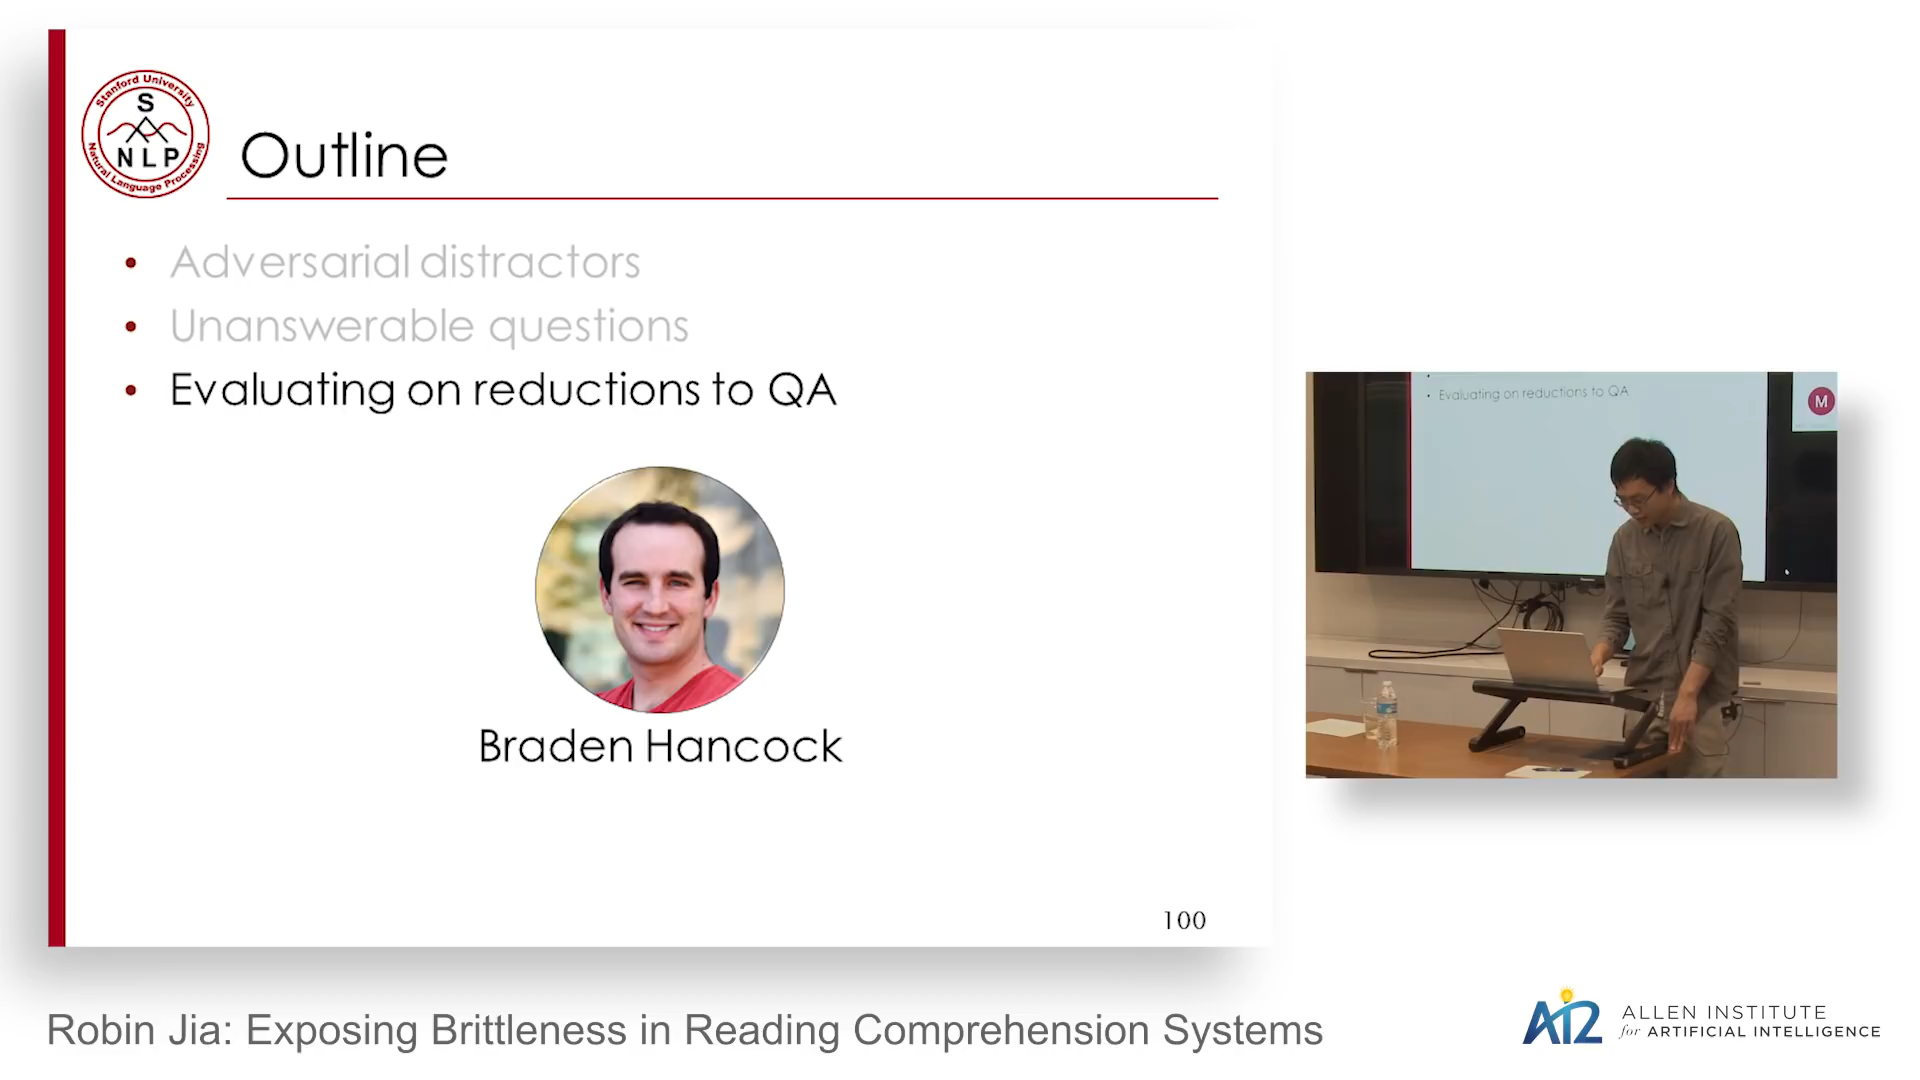 Stanford University
S
NLP
Natural Language Processing
Outline
• Adversarial distractors
• Unanswerable questions
• Evaluating on reductions to QA
Braden Hancock
100
• Evaluating on reductions to QA
M
Robin Jia: Exposing Brittleness in Reading Comprehension Systems
AI2
ALLEN INSTITUTE
for ARTIFICIAL INTELLIGENCE